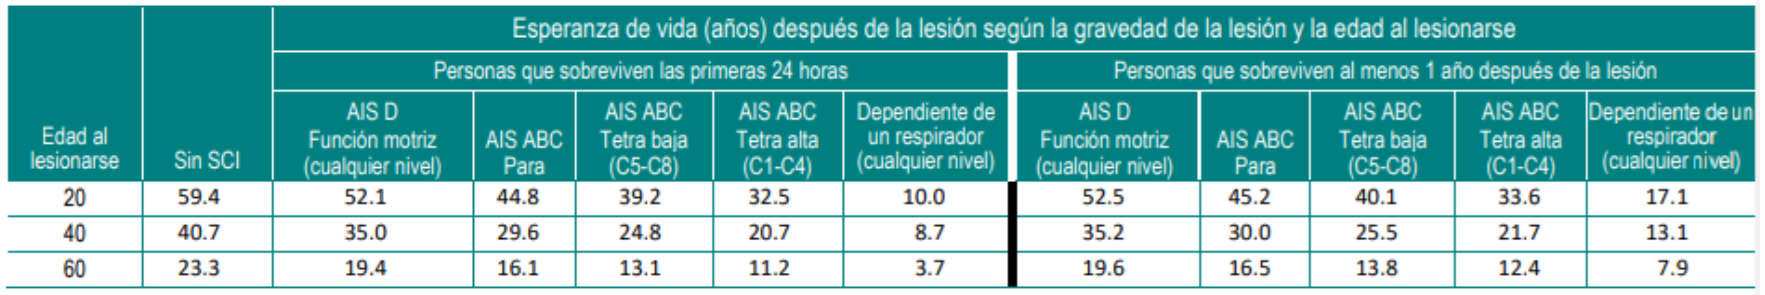 Esperanza de vida (años) después de la lesión según la gravedad de la lesión y la edad al lesionarse
Personas que sobreviven las primeras 24 horas
Personas que sobreviven al menos 1 año después de la lesión
Edad al
lesionarse
Sin SCI
AIS D
Función motriz
(cualquier nivel)
AIS ABC
Para
AIS ABC
Tetra baja
(C5-C8)
AIS ABC
Tetra alta
(C1-C4)
Dependiente de
un respirador
(cualquier nivel)
AIS D
Función motriz
(cualquier nivel)
AIS ABC
Para
AIS ABC
Tetra baja
(C5-C8)
AIS ABC
Tetra alta
(C1-C4)
Dependiente de un
respirador
(cualquier nivel)
20 59.4 52.1 44.8 39.2 32.5 10.0 52.5 45.2 40.1 33.6 17.1
40 40.7 35.0 29.6 24.8 20.7 8.7 35.2 30.0 25.5 21.7 13.1
60 23.3 19.4 16.1 13.1 11.2 3.7 19.6 16.5 13.8 12.4 7.9